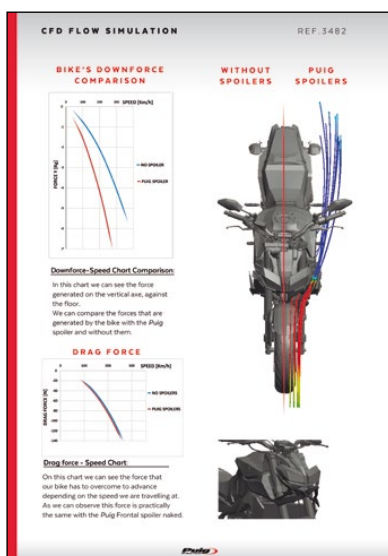 CFD FLOW SIMULATION
REF.3482
BIKE'S DOWNFORCE
COMPARISON
SPEED [Km/h]
FORCE Y [Kg]
NO SPOILER
PUIG SPOILER
Downforce-Speed Chart Comparison:
In this chart we can see the force
generated on the vertical axe, against
the floor.
We can compare the forces that are
generated by the bike with the Puig
spoiler and without them.
DRAG FORCE
SPEED [Km/h]
DRAG FORCE [N]
NO SPOILERS
PUIG SPOILERS
Drag force - Speed Chart:
On this chart we can see the force that
our bike has to overcome to advance
depending on the speed we are travelling at.
As we can observe this force is practically
the same with the Puig Frontal spoiler naked.
WITHOUT
SPOILERS
PUIG
SPOILERS
Puig